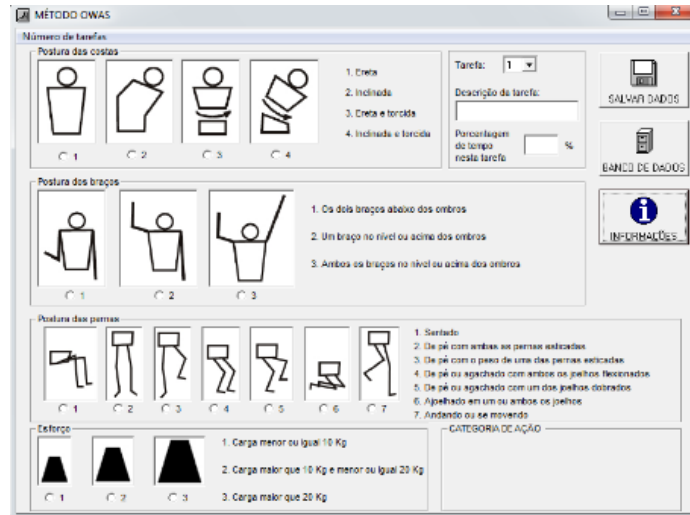 MÉTODO OWAS
Número de tarefas
Postura das costas
1. Ereta
2. Inclinada
3. Ereta e torcida
4. Inclinada e torcida
1
2
3
4
Tarefa: 1
Descrição da tarefa:
Porcentagem
de tempo
nesta tarefa
%
SALVAR DADOS
BANCO DE DADOS
INFORMAÇÕES
Postura dos braços
1. Os dois braços abaixo dos ombros
2. Um braço no nível ou acima dos ombros
3. Ambos os braços no nível ou acima dos ombros
1
2
3
Postura das pernas
1. Sentado
2. De pé com ambas as pernas esticadas
3. De pé com o peso de uma das pernas esticadas
4. De pé ou agachado com ambos os joelhos flexionados
5. De pé ou agachado com um dos joelhos dobrados
6. Ajoelhado em um ou ambos os joelhos
7. Andando ou se movendo
1
2
3
4
5
6
7
Esforço
1. Carga menor ou igual 10 Kg
2. Carga maior que 10 Kg e menor ou igual 20 Kg
3. Carga maior que 20 Kg
1
2
3
CATEGORIA DE AÇÃO